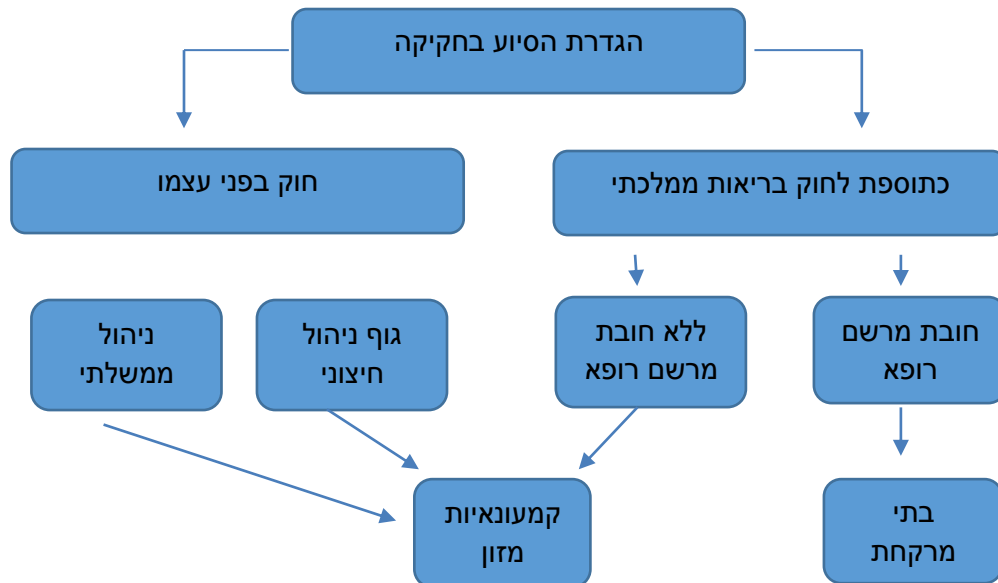 הגדרת הסיוע בחקיקה
כתוספת לחוק בריאות ממלכתי
חוק בפני עצמו
חובת מרשם
רופא
ללא חובת
מרשם רופא
גוף ניהול
חיצוני
ניהול
ממשלתי
בתי
מרקחת
קמעונאיות
מזון